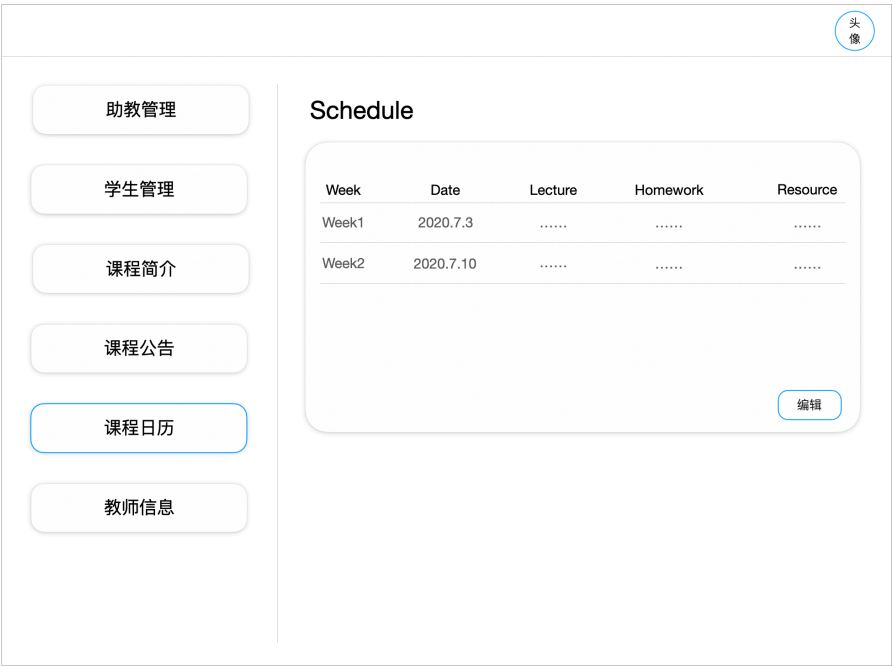 头
像
助教管理
学生管理
课程简介
课程公告
课程日历
教师信息
Schedule
Week Date Lecture Homework Resource
Week1 2020.7.3 ...... ...... ......
Week2 2020.7.10 ...... ...... ......
编辑